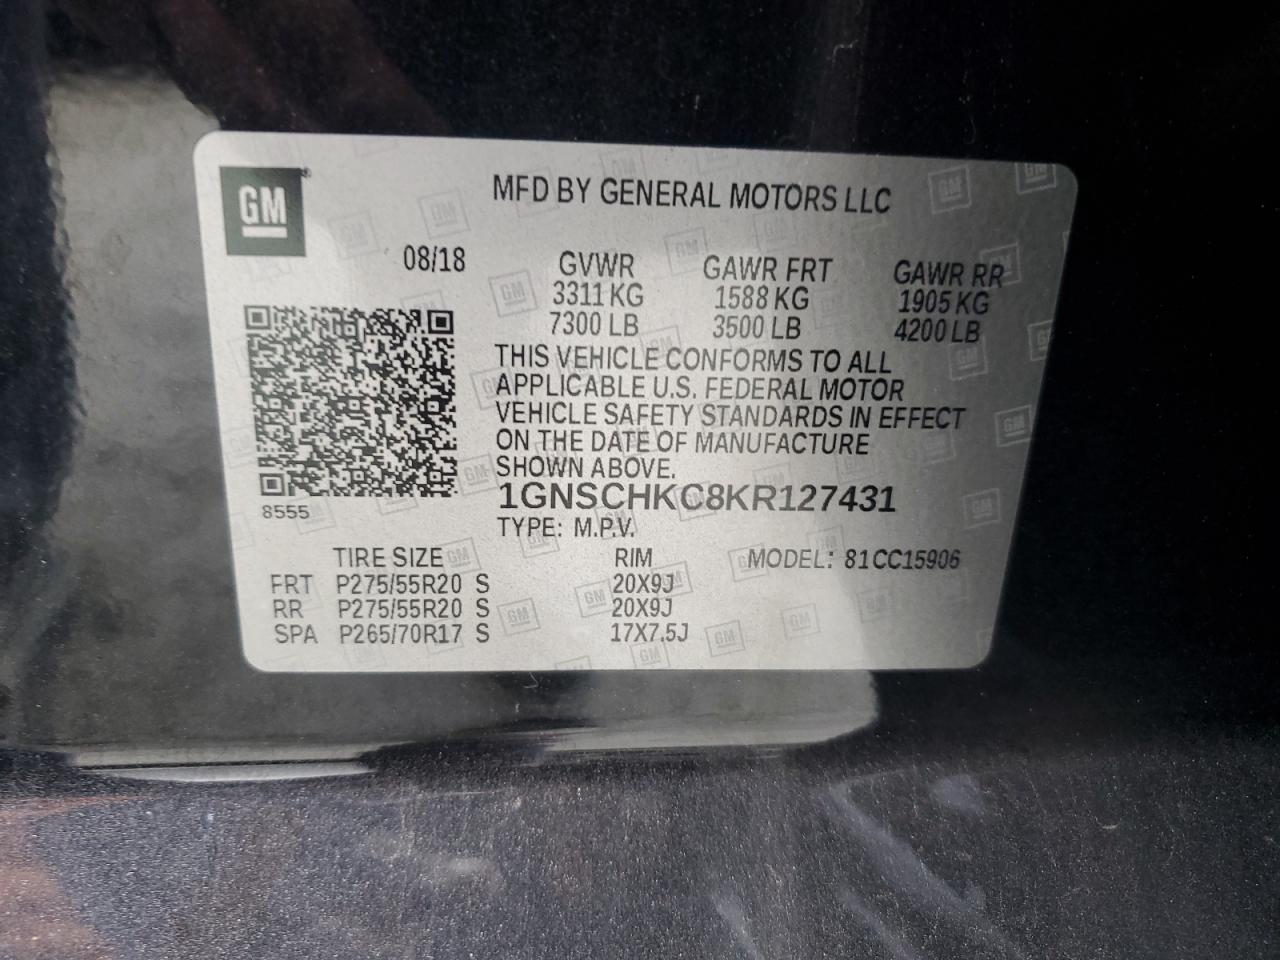 GM
MFD BY GENERAL MOTORS LLC
08/18
GVWR GAWR FRT GAWR RR
3311 KG 1588 KG 1905 KG
7300 LB 3500 LB 4200 LB
THIS VEHICLE CONFORMS TO ALL
APPLICABLE U.S. FEDERAL MOTOR
VEHICLE SAFETY STANDARDS IN EFFECT
ON THE DATE OF MANUFACTURE
SHOWN ABOVE.
8555
1GNSCHKC8KR127431
TYPE: M.P.V.
TIRE SIZE RIM MODEL: 81CC15906
FRT P275/55R20 S 20X9J
RR P275/55R20 S 20X9J
SPA P265/70R17 S 17X7.5J